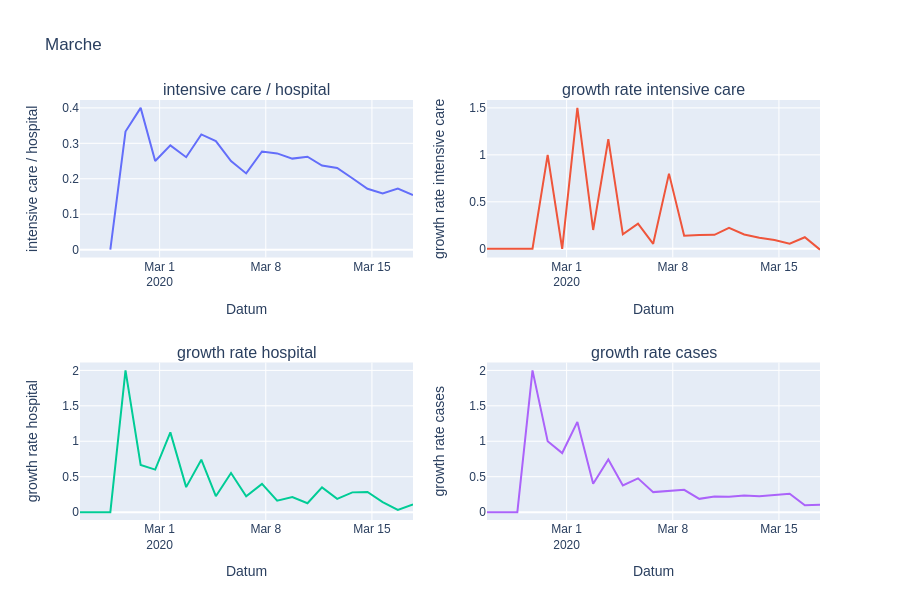 Marche
intensive care / hospital
intensive care / hospital
0.4
0.3
0.2
0.1
0
Mar 1
2020
Mar 8
Mar 15
Datum
growth rate intensive care
growth rate intensive care
1.5
1
0.5
0
Mar 1
2020
Mar 8
Mar 15
Datum
growth rate hospital
growth rate hospital
2
1.5
1
0.5
0
Mar 1
2020
Mar 8
Mar 15
Datum
growth rate cases
growth rate cases
2
1.5
1
0.5
0
Mar 1
2020
Mar 8
Mar 15
Datum